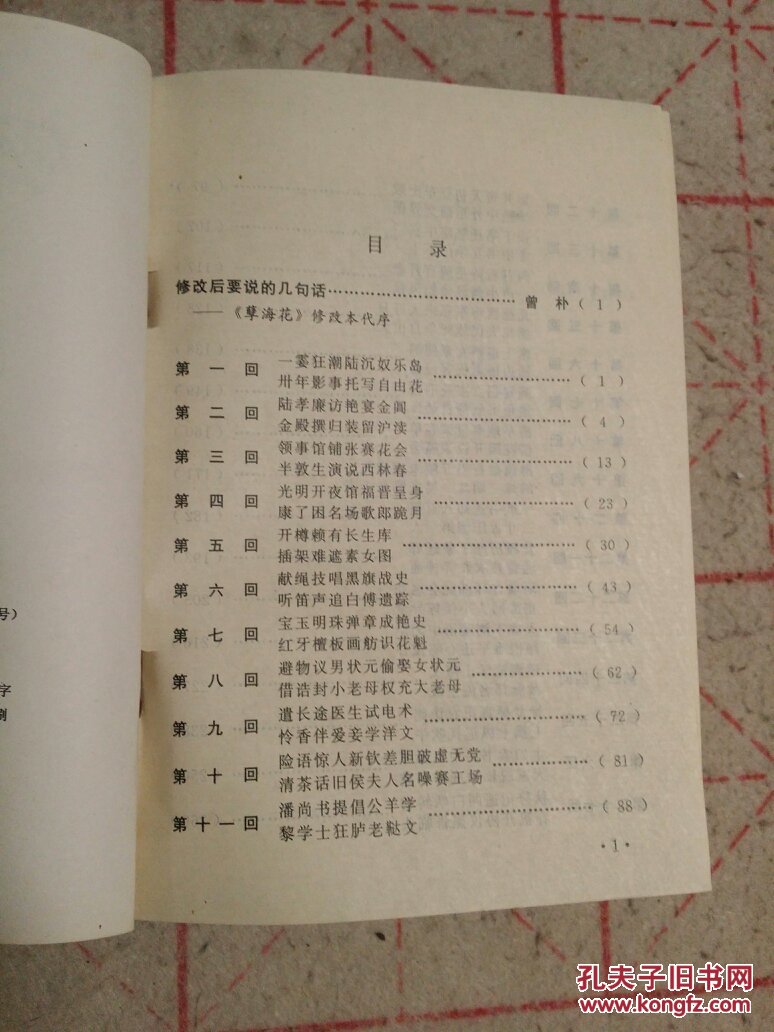 目 录
修改后要说的几句话…………………………曾 朴（1）
——《孽海花》修改本代序
第 一 回 一霎狂潮陆沉奴乐岛
卅年影事托写自由花 ……………（1）
第 二 回 陆孝廉访艳宴金阊
金殿撰归装留沪渎 ……………（4）
第 三 回 领事馆铺张赛花会
半敦生演说西林春 ……………（13）
第 四 回 光明开夜馆福晋呈身
康了困名场歌郎跪月 ……………（23）
第 五 回 开樽赖有长生库
插架难遮素女图 ……………（30）
第 六 回 献绳技唱黑旗战史
听笛声追白傅遗踪 ……………（43）
第 七 回 宝玉明珠弹章成艳史
红牙檀板画舫识花魁 ……………（54）
第 八 回 避物议男状元偷娶女状元
借诰封小老母权充大老母 ……………（62）
第 九 回 遣长途医生试电术
怜香伴爱妾学洋文 ……………（72）
第 十 回 险语惊人新钦差胆破虚无党
清茶话旧侯夫人名噪赛工场 ……………（81）
第十一回 潘尚书提倡公羊学
黎学士狂胪老鞑文 ……………（88）
·1·
号）
字
刷
孔夫子旧书网
www.kongfz.com